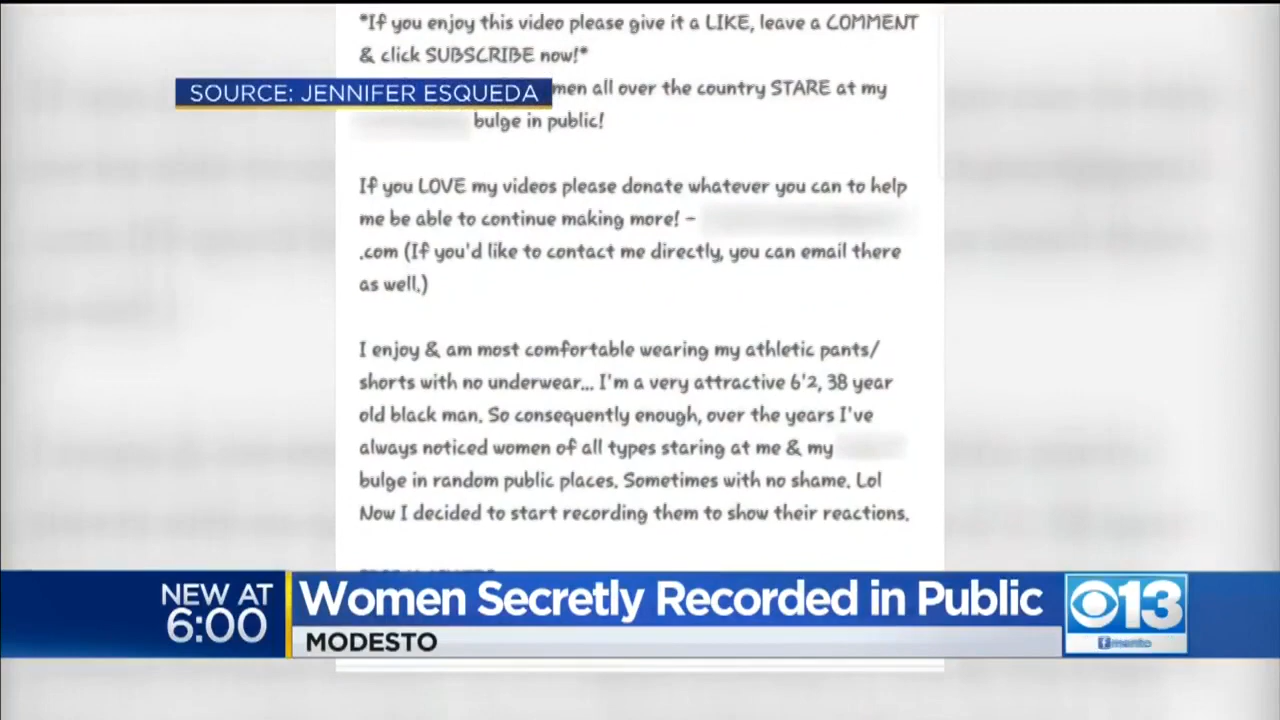 *If you enjoy this video please give it a LIKE, leave a COMMENT
& click SUBSCRIBE now!*
SOURCE: JENNIFER ESQUEDA
men all over the country STARE at my
bulge in public!
If you LOVE my videos please donate whatever you can to help
me be able to continue making more! -
.com (If you'd like to contact me directly, you can email there
as well.)
I enjoy & am most comfortable wearing my athletic pants/
shorts with no underwear... I'm a very attractive 6'2, 38 year
old black man. So consequently enough, over the years I've
always noticed women of all types staring at me & my
bulge in random public places. Sometimes with no shame. Lol
Now I decided to start recording them to show their reactions.
NEW AT
6:00
Women Secretly Recorded in Public
MODESTO
CBS 13